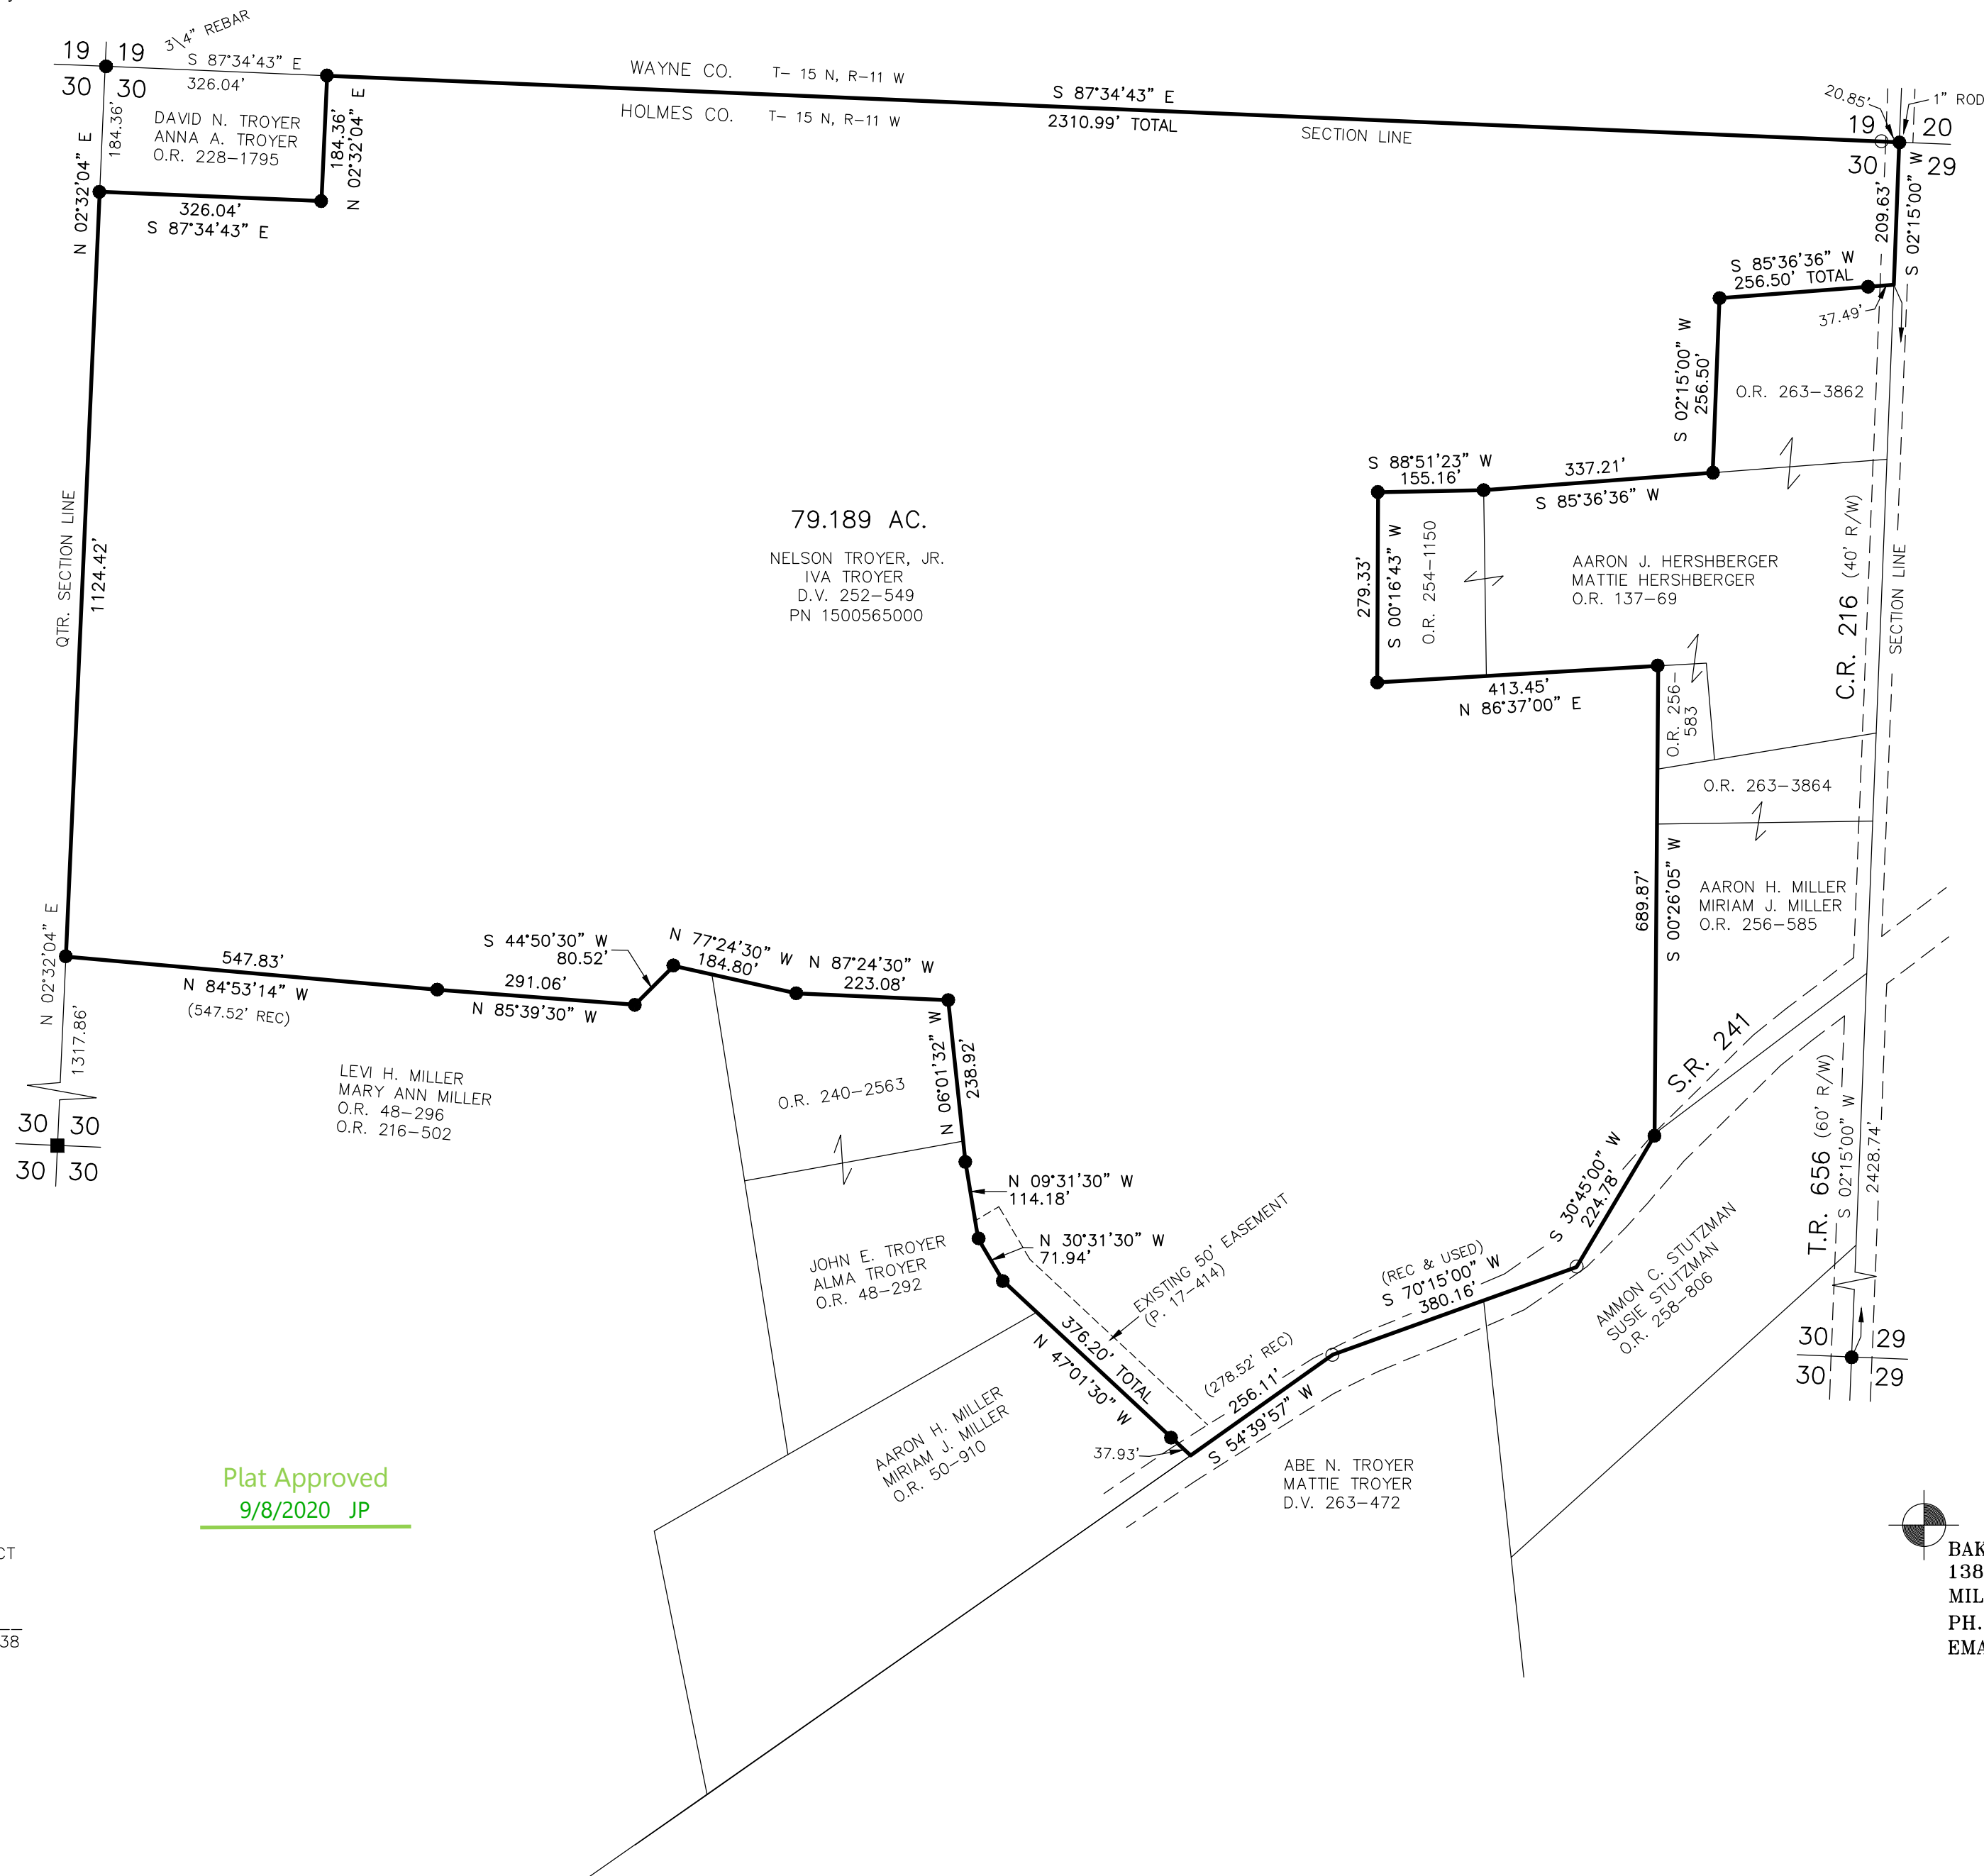 19
19
30
30
3\4" REBAR
S 87°34'43" E
326.04'
DAVID N. TROYER
ANNA A. TROYER
O.R. 228-1795
184.36'
N 02°32'04" E
184.36'
N 02°32'04" E
326.04'
S 87°34'43" E
WAYNE CO.
T- 15 N, R-11 W
HOLMES CO.
T- 15 N, R-11 W
S 87°34'43" E
2310.99' TOTAL
SECTION LINE
20.85'
1" ROD
19
20
30
29
209.63'
S 02°15'00" W
S 85°36'36" W
256.50' TOTAL
37.49'
S 02°15'00" W
256.50'
O.R. 263-3862
S 88°51'23" W
155.16'
337.21'
S 85°36'36" W
279.33'
S 00°16'43" W
O.R. 254-1150
AARON J. HERSHBERGER
MATTIE HERSHBERGER
O.R. 137-69
C.R. 216 (40' R/W)
SECTION LINE
79.189 AC.
NELSON TROYER, JR.
IVA TROYER
D.V. 252-549
PN 1500565000
QTR. SECTION LINE
1124.42'
413.45'
N 86°37'00" E
O.R. 256-
583
O.R. 263-3864
689.87'
S 00°26'05" W
AARON H. MILLER
MIRIAM J. MILLER
O.R. 256-585
N 02°32'04" E
1317.86'
547.83'
N 84°53'14" W
(547.52' REC)
291.06'
N 85°39'30" W
S 44°50'30" W
80.52'
N 77°24'30" W
184.80'
N 87°24'30" W
223.08'
N 06°01'32" W
238.92'
LEVI H. MILLER
MARY ANN MILLER
O.R. 48-296
O.R. 216-502
30
30
30
30
O.R. 240-2563
N 09°31'30" W
114.18'
N 30°31'30" W
71.94'
JOHN E. TROYER
ALMA TROYER
O.R. 48-292
EXISTING 50' EASEMENT
(P. 17-414)
376.20' TOTAL
N 47°01'30" W
37.93'
(278.52' REC)
256.11'
S 54°39'57" W
(REC & USED)
S 70°15'00" W
380.16'
S 30°45'00" W
224.78'
S.R. 241
T.R. 656 (60' R/W)
S 02°15'00" W
2428.74'
AMMON C. STUTZMAN
SUSIE STUTZMAN
O.R. 258-806
30
29
30
29
AARON H. MILLER
MIRIAM J. MILLER
O.R. 50-910
ABE N. TROYER
MATTIE TROYER
D.V. 263-472
Plat Approved
9/8/2020 JP
CT
38
BAK
138
MIL
PH.
EMA